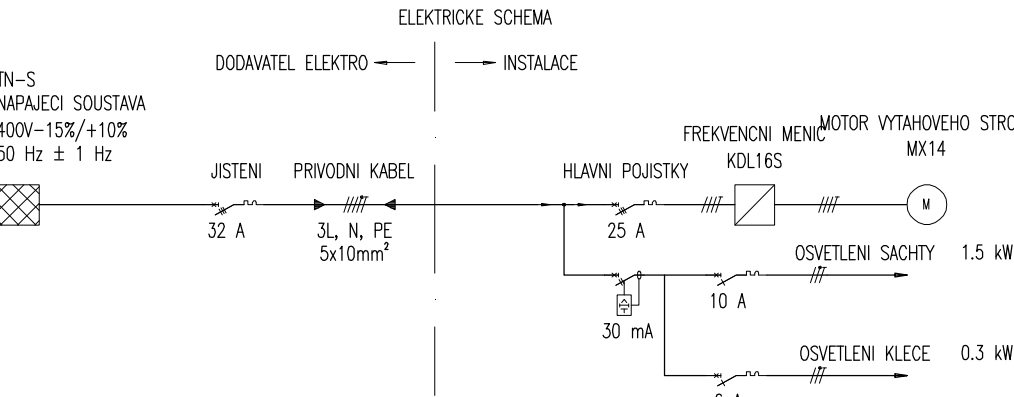 ELEKTRICKE SCHEMA
DODAVATEL ELEKTRO
INSTALACE
TN-S
NAPAJECI SOUSTAVA
400V-15%/+10%
50 Hz ± 1 Hz
JISTENI
PRIVODNI KABEL
HLAVNI POJISTKY
FREKVENCNI MENIC
KDL16S
MOTOR VYTAHOVEHO STRO
MX14
M
32 A
3L, N, PE
5x10mm²
25 A
OSVETLENI SACHTY 1.5 kW
10 A
30 mA
OSVETLENI KLECE 0.3 kW